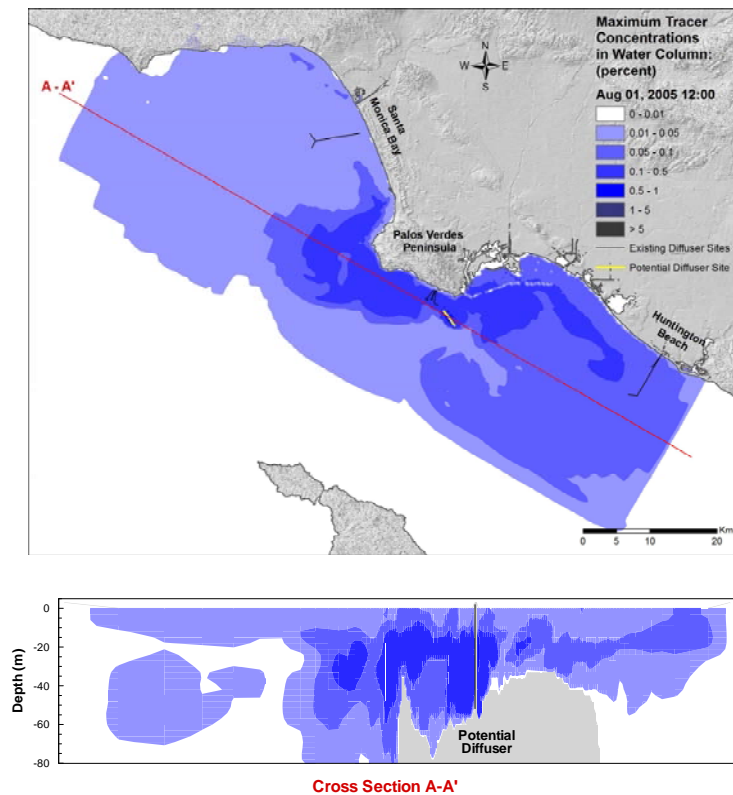 Maximum Tracer
Concentrations
in Water Column:
(percent)
Aug 01, 2005 12:00
0 - 0.01
0.01 - 0.05
0.05 - 0.1
0.1 - 0.5
0.5 - 1
1 - 5
> 5
Existing Diffuser Sites
Potential Diffuser Site
N
W
E
S
A - A'
Santa
Monica Bay
Palos Verdes
Peninsula
Huntington
Beach
Km
0 5 10 20
0
-20
-40
-60
-80
Depth (m)
Potential
Diffuser
Cross Section A-A'